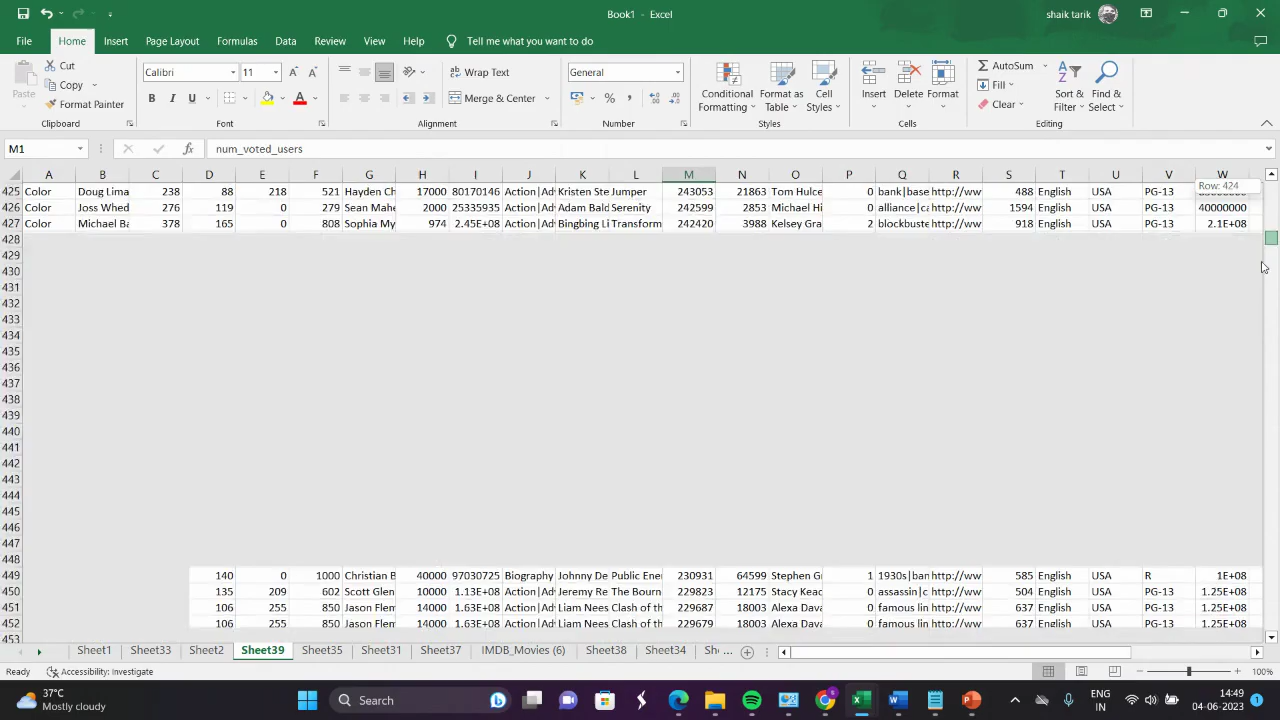 Book1 - Excel
shaik tarik
File Home Insert Page Layout Formulas Data Review View Help Tell me what you want to do
Paste
Cut
Copy
Format Painter
Clipboard
Calibri 11
B I U A
Font
Wrap Text
Merge & Center
Alignment
General
% ,
Number
Conditional Formatting
Format as Table
Cell Styles
Styles
Insert Delete Format
Cells
AutoSum
Fill
Clear
Sort & Filter
Find & Select
Editing
M1 fx num_voted_users
A B C D E F G H I J K L M N O P Q R S T U V W
425 Color Doug Lima 238 88 218 521 Hayden Ch 17000 80170146 Action|Ad Kristen Ste Jumper 243053 21863 Tom Hulce 0 bank|base http://ww 488 English USA PG-13
Row: 424
426 Color Joss Whed 276 119 0 279 Sean Mahe 2000 25335935 Action|Ad Adam Bald Serenity 242599 2853 Michael Hi 0 alliance|ca http://ww 1594 English USA PG-13 40000000
427 Color Michael Ba 378 165 0 808 Sophia My 974 2.45E+08 Action|Ad Bingbing Li Transform 242420 3988 Kelsey Gra 2 blockbuste http://ww 918 English USA PG-13 2.1E+08
428
429
430
431
432
433
434
435
436
437
438
439
440
441
442
443
444
445
446
447
448
449 140 0 1000 Christian B 40000 97030725 Biography Johnny De Public Ene 230931 64599 Stephen Gr 1 1930s|ban http://ww 585 English USA R 1E+08
450 135 209 602 Scott Glen 10000 1.13E+08 Action|Ad Jeremy Re The Bourn 229823 12175 Stacy Keac 0 assassin|c http://ww 504 English USA PG-13 1.25E+08
451 106 255 850 Jason Flem 14000 1.63E+08 Action|Ad Liam Nees Clash of th 229687 18003 Alexa Dava 0 famous lin http://ww 637 English USA PG-13 1.25E+08
452 106 255 850 Jason Flem 14000 1.63E+08 Action|Ad Liam Nees Clash of th 229679 18003 Alexa Dava 0 famous lin http://ww 637 English USA PG-13 1.25E+08
453
Sheet1 Sheet33 Sheet2 Sheet39 Sheet35 Sheet31 Sheet37 IMDB_Movies (6) Sheet38 Sheet34 She ...
Ready Accessibility: Investigate 100%
37°C
Mostly cloudy
Search
ENG
IN
14:49
04-06-2023